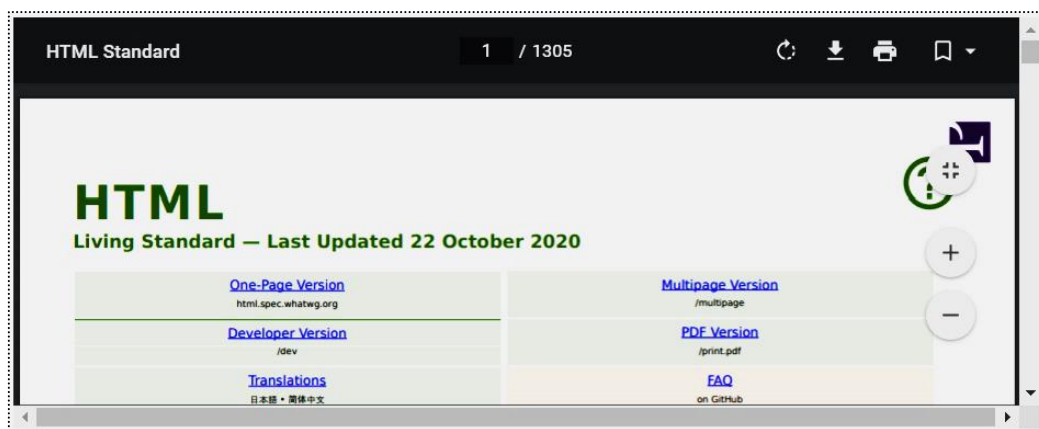 HTML Standard 1 / 1305
HTML
Living Standard — Last Updated 22 October 2020
One-Page Version
html.spec.whatwg.org
Multipage Version
/multipage
Developer Version
/dev
PDF Version
/print.pdf
Translations
日本語 • 简体中文
FAQ
on GitHub